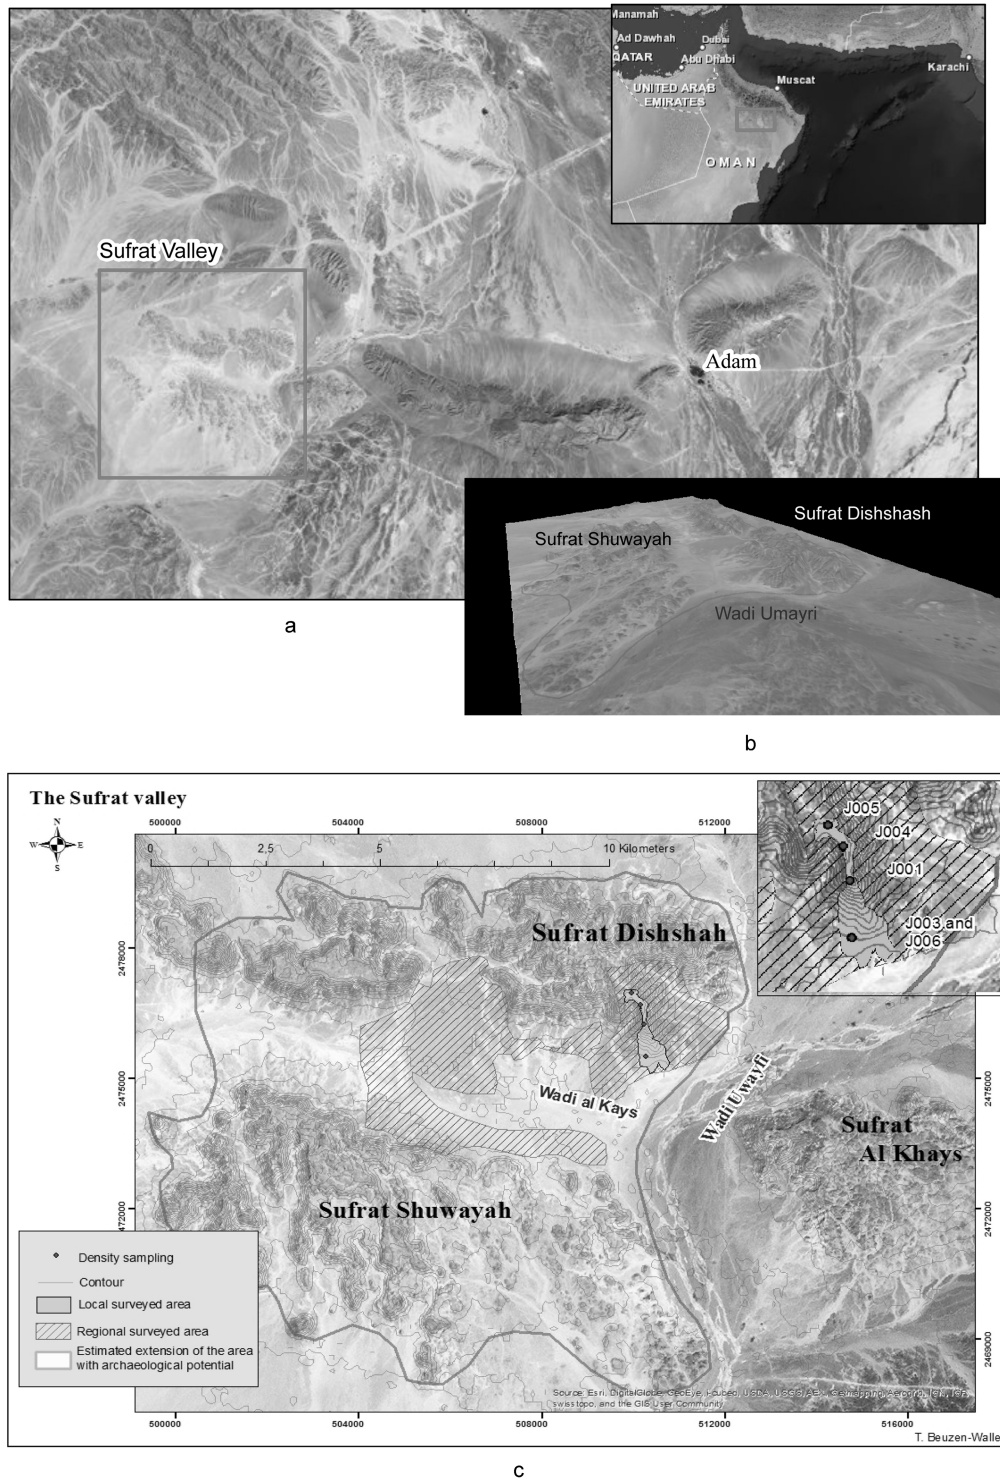 Manamah
Ad Dawhah
QATAR
Dubai
Abu Dhabi
UNITED ARAB
EMIRATES
Muscat
Karachi
OMAN
Sufrat Valley
Adam
a
Sufrat Shuwayah
Sufrat Dishshash
Wadi Umayri
b
The Sufrat valley
N
W
E
S
500000
504000
508000
512000
0
2,5
5
10 Kilometers
J005
J004
J001
J003 and
J006
2478000
2475000
2472000
2475000
2472000
2469000
Sufrat Dishshah
Wadi al Kays
Wadi Uwayfi
Sufrat
Al Khays
Sufrat Shuwayah
Density sampling
Contour
Local surveyed area
Regional surveyed area
Estimated extension of the area
with archaeological potential
Source: Esri, DigitalGlobe, GeoEye, i-cubed, USDA, USGS, AEX, Getmapping, Aerogrid, IGN, IGP,
swisstopo, and the GIS User Community
500000
504000
508000
512000
516000
T. Beuzen-Walle
c